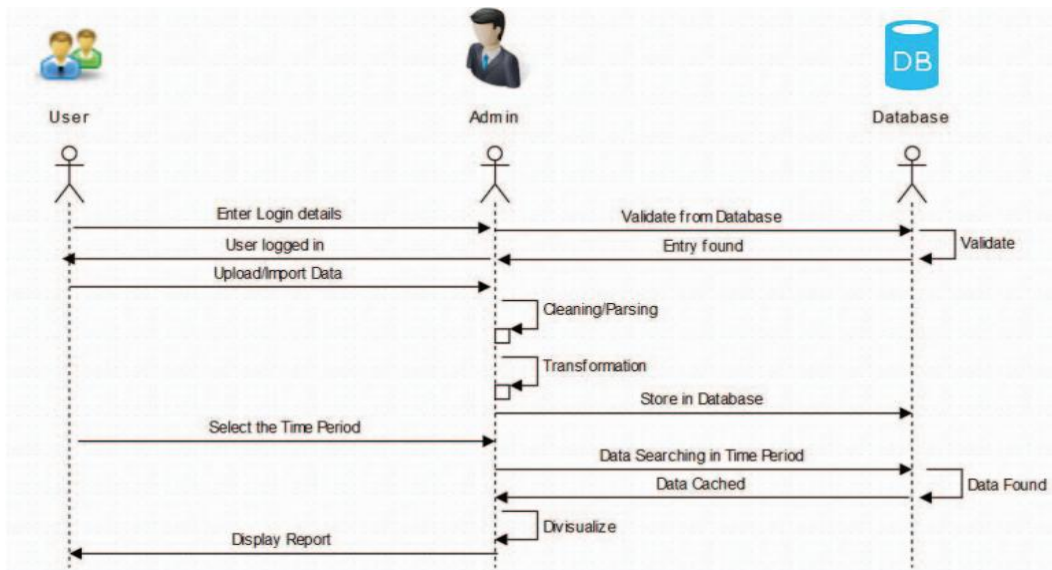 DB
User
Admin
Database
Enter Login details
Validate from Database
User logged in
Entry found
Validate
Upload/Import Data
Cleaning/Parsing
Transformation
Store in Database
Select the Time Period
Data Searching in Time Period
Data Cached
Data Found
Divisualize
Display Report